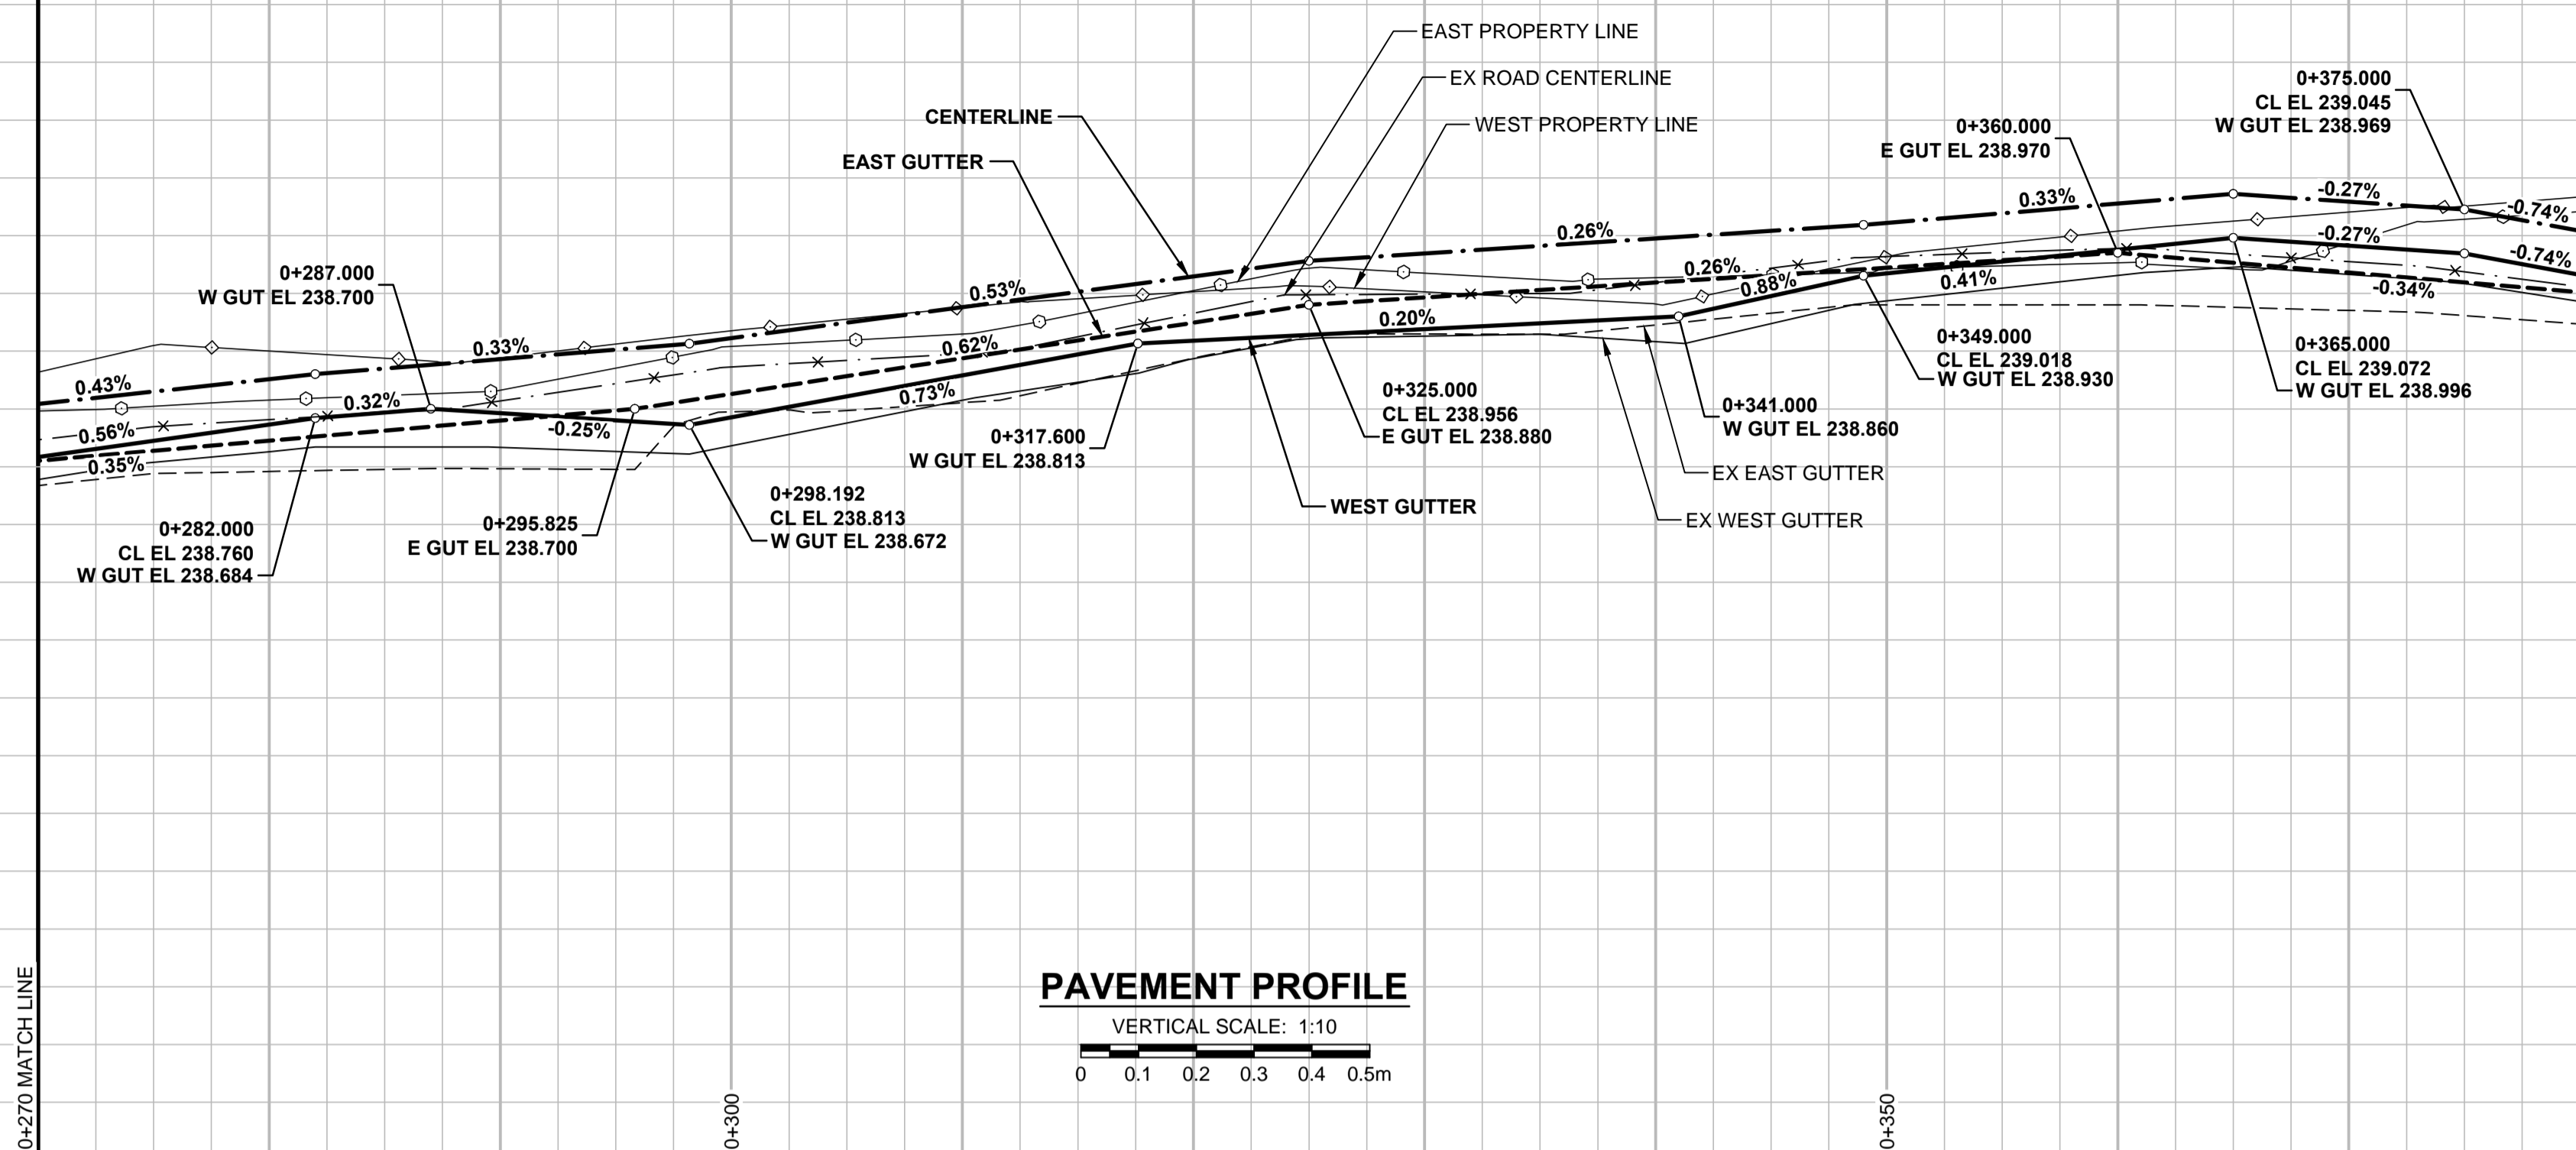 EAST PROPERTY LINE
EX ROAD CENTERLINE
WEST PROPERTY LINE
CENTERLINE
EAST GUTTER
0+375.000
CL EL 239.045
W GUT EL 238.969
0+360.000
E GUT EL 238.970
0+287.000
W GUT EL 238.700
0.43%
0.33%
0.53%
0.26%
0.33%
-0.27%
-0.74%
0.56%
0.32%
-0.25%
0.62%
0.26%
0.88%
0.41%
-0.27%
-0.74%
0.35%
0.73%
0.20%
-0.34%
0+349.000
CL EL 239.018
W GUT EL 238.930
0+365.000
CL EL 239.072
W GUT EL 238.996
0+325.000
CL EL 238.956
E GUT EL 238.880
0+341.000
W GUT EL 238.860
0+317.600
W GUT EL 238.813
EX EAST GUTTER
EX WEST GUTTER
WEST GUTTER
0+282.000
CL EL 238.760
W GUT EL 238.684
0+295.825
E GUT EL 238.700
0+298.192
CL EL 238.813
W GUT EL 238.672
PAVEMENT PROFILE
VERTICAL SCALE: 1:10
0 0.1 0.2 0.3 0.4 0.5m
0+270 MATCH LINE
0+300
0+350